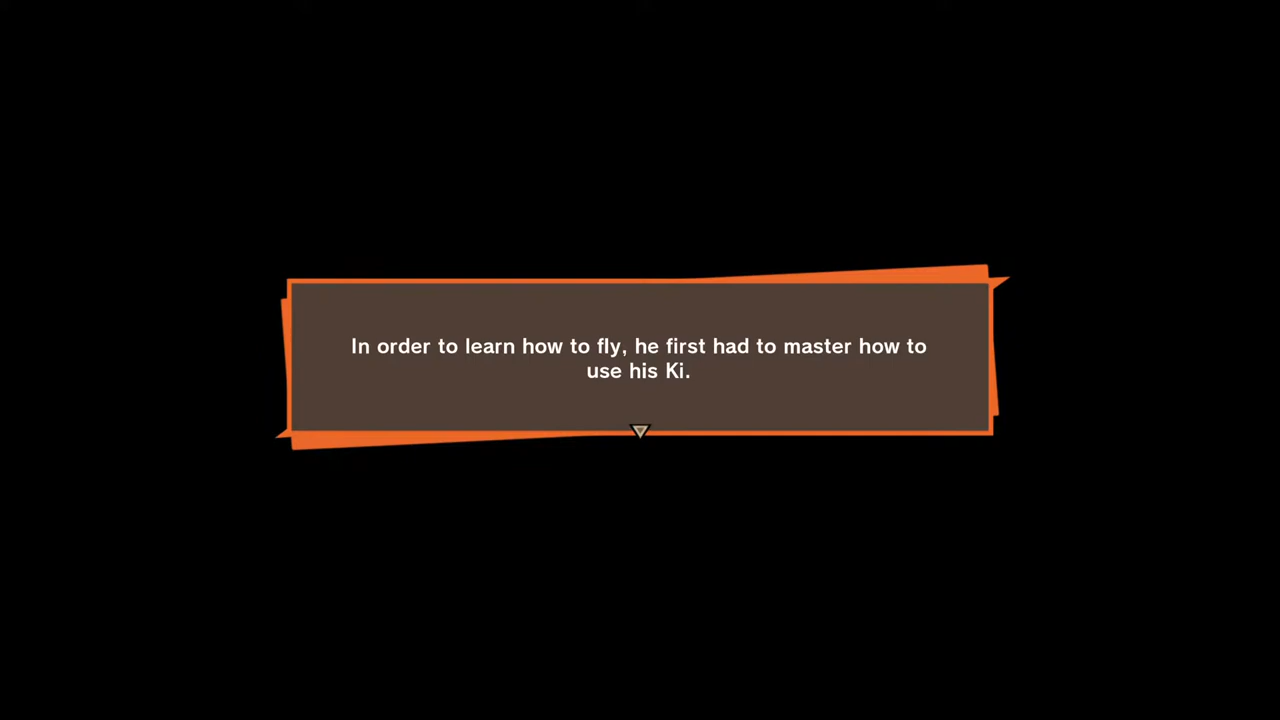 In order to learn how to fly, he first had to master how to
use his Ki.